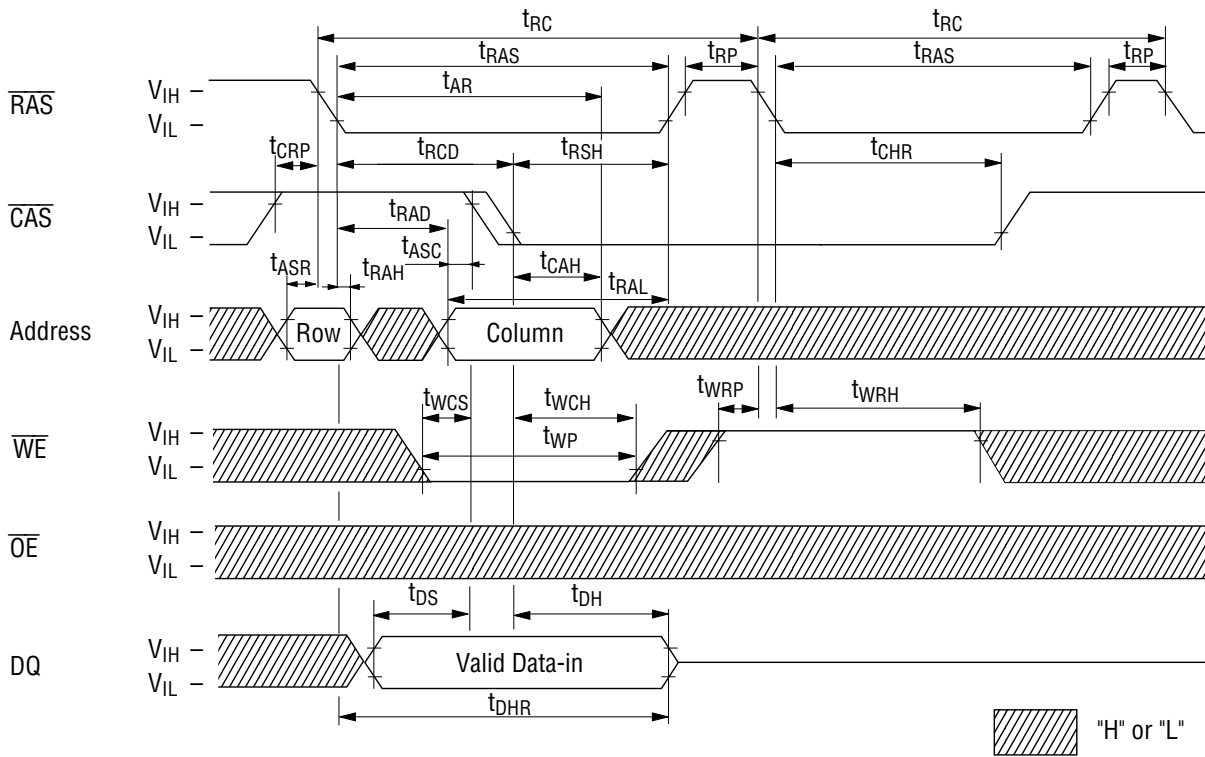 tRC tRC
tRAS tRP tRAS tRP
tAR
RAS VIH –
VIL –
tCRP tRCD tRSH tCHR
CAS VIH –
VIL –
tRAD
tASC
tASR tRAH tCAH
tRAL
Address VIH –
VIL –
Row Column
tWCS tWCH tWRP tWRH
tWP
WE VIH –
VIL –
OE VIH –
VIL –
tDS tDH
DQ VIH –
VIL –
Valid Data-in
tDHR
"H" or "L"